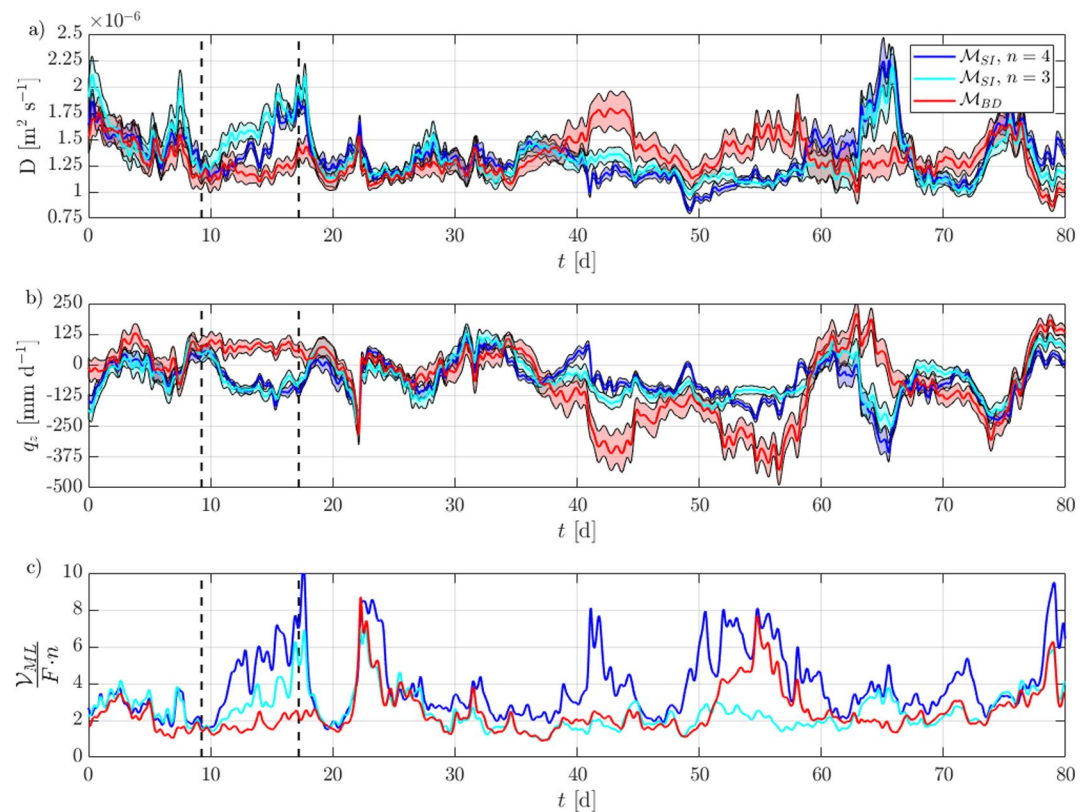 a)
×10⁻⁶
2.5
2.25
2
1.75
1.5
1.25
1
0.75
D [m² s⁻¹]
ℳ_SI, n = 4
ℳ_SI, n = 3
ℳ_BD
0 10 20 30 40 50 60 70 80
t [d]
b)
250
125
0
-125
-250
-375
-500
q_z [mm d⁻¹]
0 10 20 30 40 50 60 70 80
t [d]
c)
10
8
6
4
2
0
𝒱_ML / F·n
0 10 20 30 40 50 60 70 80
t [d]